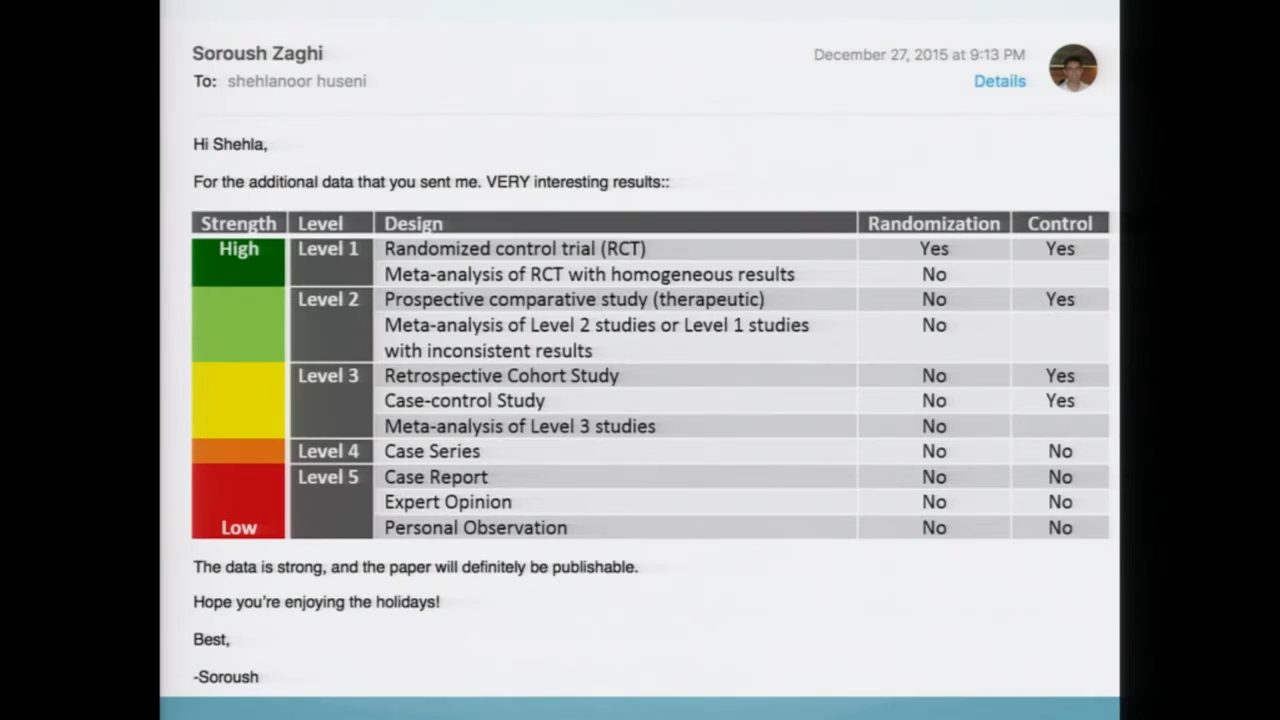 Soroush Zaghi
December 27, 2015 at 9:13 PM
To: shehlanoor huseni
Details
Hi Shehla,
For the additional data that you sent me. VERY interesting results::
Strength Level Design Randomization Control
High Level 1 Randomized control trial (RCT) Yes Yes
Meta-analysis of RCT with homogeneous results No
Level 2 Prospective comparative study (therapeutic) No Yes
Meta-analysis of Level 2 studies or Level 1 studies No
with inconsistent results
Level 3 Retrospective Cohort Study No Yes
Case-control Study No Yes
Meta-analysis of Level 3 studies No
Level 4 Case Series No No
Level 5 Case Report No No
Expert Opinion No No
Low Personal Observation No No
The data is strong, and the paper will definitely be publishable.
Hope you're enjoying the holidays!
Best,
-Soroush